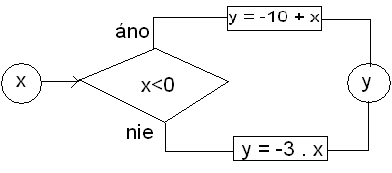 áno
y = -10 + x
x
x<0
y
nie
y = -3 . x